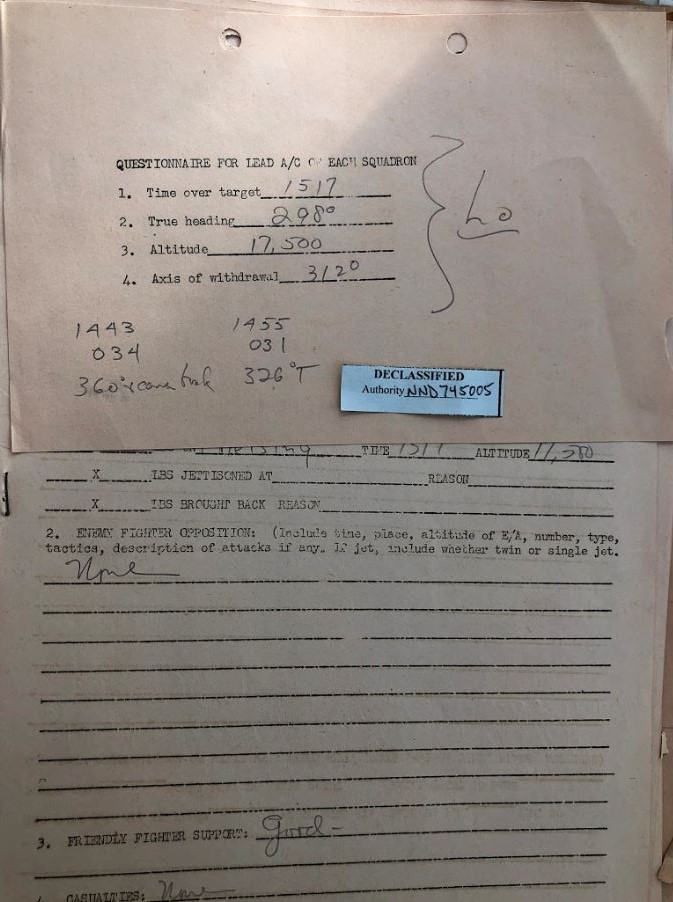 QUESTIONNAIRE FOR LEAD A/C OF EACH SQUADRON
1. Time over target 1517
2. True heading 298°
3. Altitude 17,500
4. Axis of withdrawal 312°
Lo
1443 1455
034 031
360° 326°T
DECLASSIFIED
Authority NND 745005
TIME 1517 ALTITUDE
X LBS JETTISONED AT REASON
X LBS BROUGHT BACK REASON
2. ENEMY FIGHTER OPPOSITION: (Include time, place, altitude of E/A, number, type,
tactics, description of attacks if any. If jet, include whether twin or single jet.
None
3. FRIENDLY FIGHTER SUPPORT: Good -
CASUALTIES: None